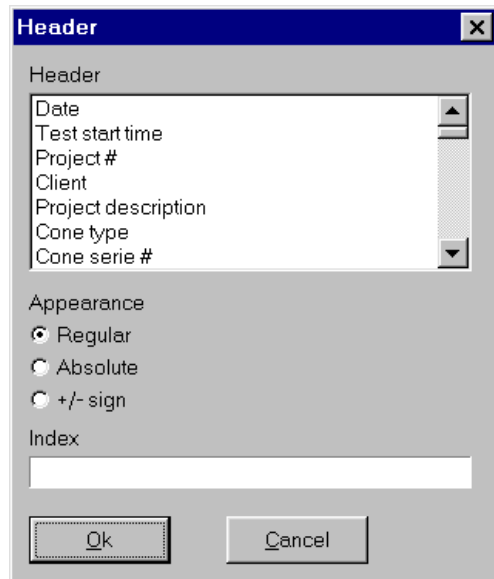 Header
Header
Date
Test start time
Project #
Client
Project description
Cone type
Cone serie #
Appearance
Regular
Absolute
+/- sign
Index
Ok
Cancel